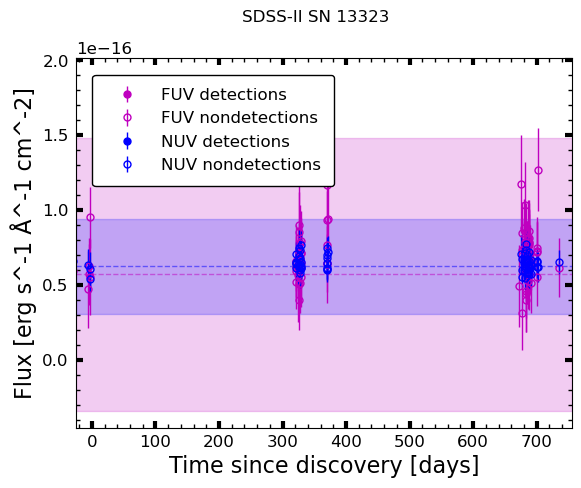 SDSS-II SN 13323
1e−16
2.0
1.5
1.0
0.5
0.0
Flux [erg s^-1 Å^-1 cm^-2]
FUV detections
FUV nondetections
NUV detections
NUV nondetections
0 100 200 300 400 500 600 700
Time since discovery [days]